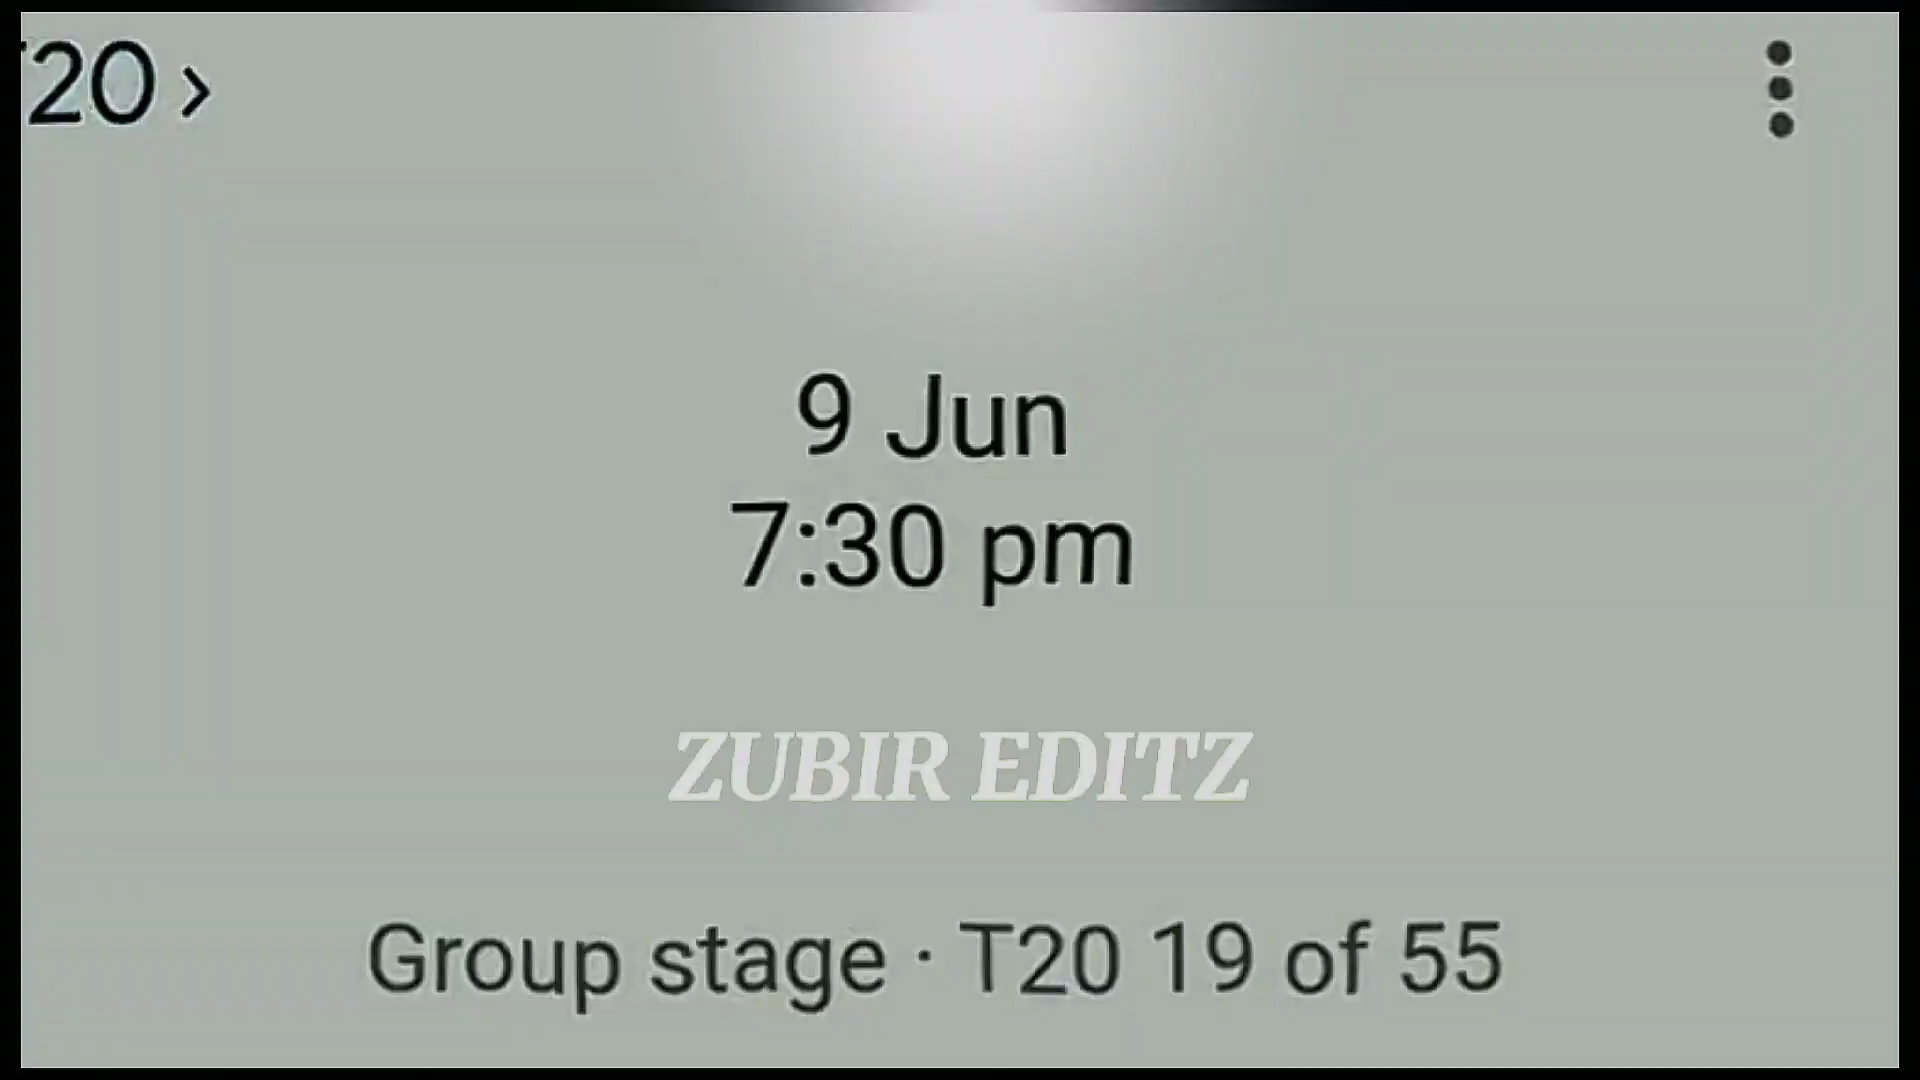 T20 >
9 Jun
7:30 pm
ZUBIR EDITZ
Group stage · T20 19 of 55